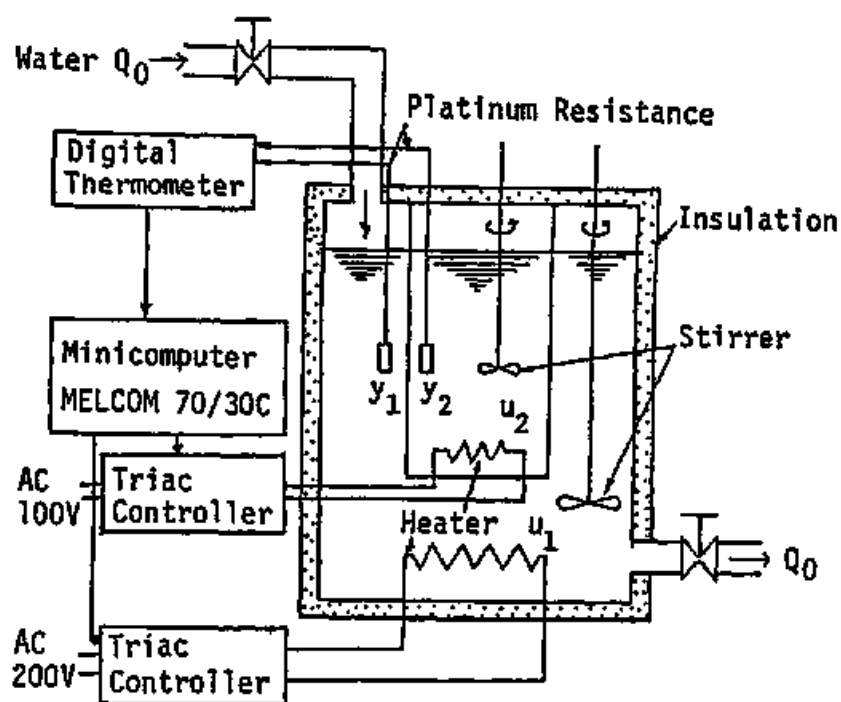 Water Q0
Platinum Resistance
Digital
Thermometer
Insulation
Minicomputer
MELCOM 70/30C
Stirrer
y1
y2
u2
AC
100V
Triac
Controller
Heater
u1
Q0
AC
200V
Triac
Controller